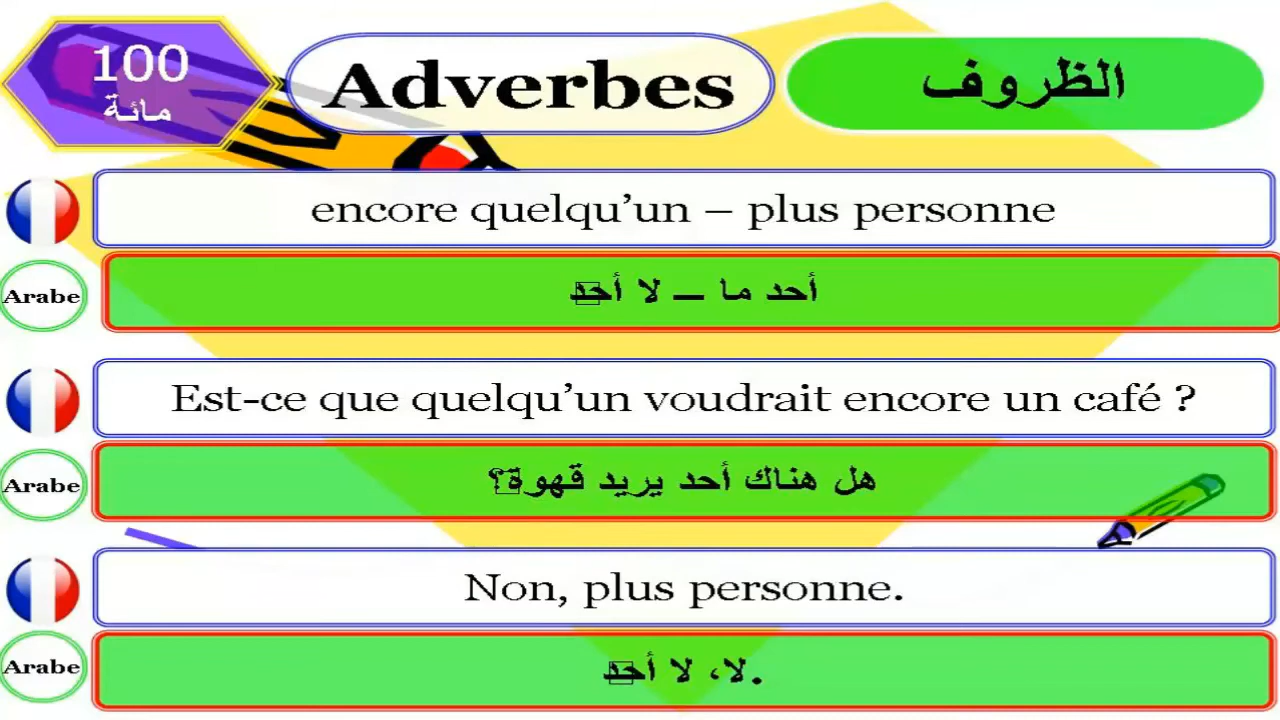 100
مائة
Adverbes
الظروف
encore quelqu’un – plus personne
Arabe
أحد ما – لا أحد
Est-ce que quelqu’un voudrait encore un café ?
Arabe
هل هناك أحد يريد قهوة؟
Non, plus personne.
Arabe
لا، لا أحد.